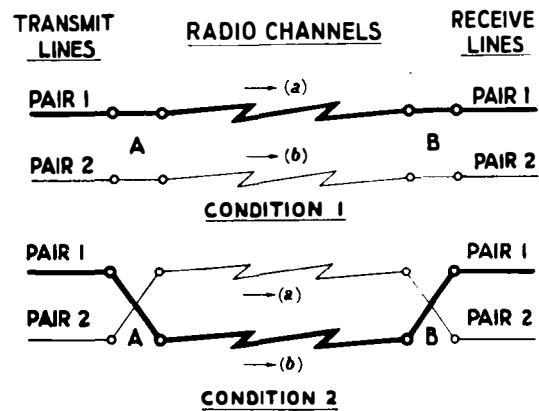 TRANSMIT LINES
RADIO CHANNELS
RECEIVE LINES
PAIR 1
(a)
PAIR 1
A
B
PAIR 2
(b)
PAIR 2
CONDITION 1
PAIR 1
PAIR 1
(a)
PAIR 2
PAIR 2
A
B
(b)
CONDITION 2